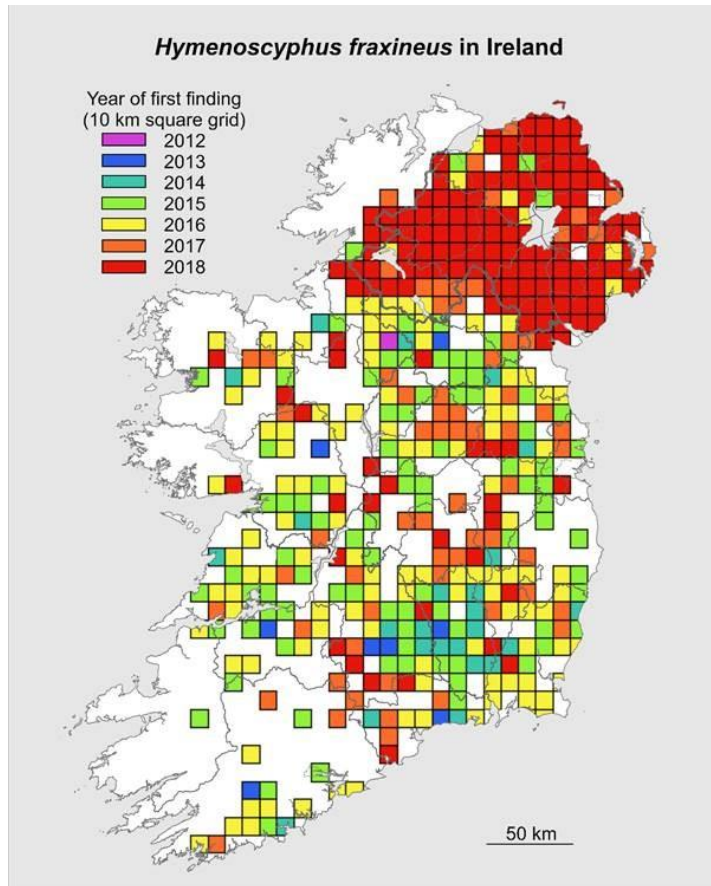 Hymenoscyphus fraxineus in Ireland
Year of first finding
(10 km square grid)
2012
2013
2014
2015
2016
2017
2018
50 km